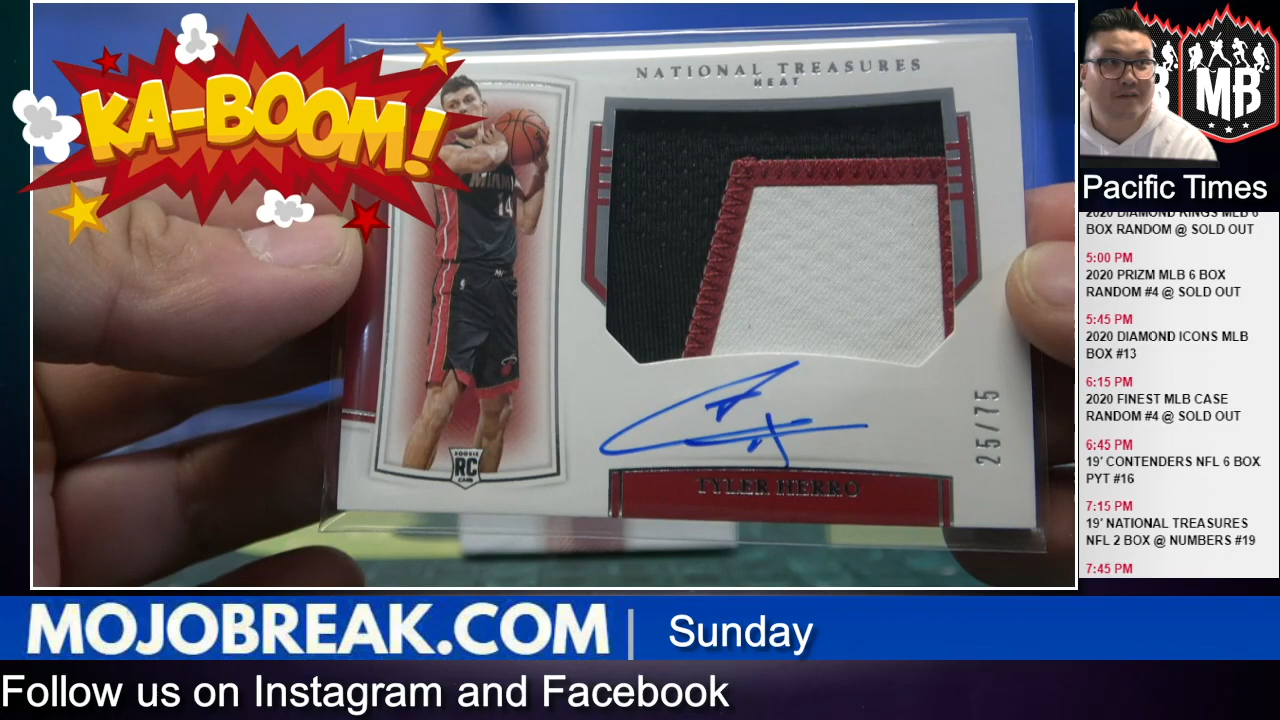 KA-BOOM!
NATIONAL TREASURES
HEAT
MIAMI
14
ROOKIE
RC
CARD
25/75
TYLER HERRO
MB
Pacific Times
2020 DIAMOND KINGS MLB 6
BOX RANDOM @ SOLD OUT
5:00 PM
2020 PRIZM MLB 6 BOX
RANDOM #4 @ SOLD OUT
5:45 PM
2020 DIAMOND ICONS MLB
BOX #13
6:15 PM
2020 FINEST MLB CASE
RANDOM #4 @ SOLD OUT
6:45 PM
19' CONTENDERS NFL 6 BOX
PYT #16
7:15 PM
19' NATIONAL TREASURES
NFL 2 BOX @ NUMBERS #19
7:45 PM
MOJOBREAK.COM | Sunday
Follow us on Instagram and Facebook